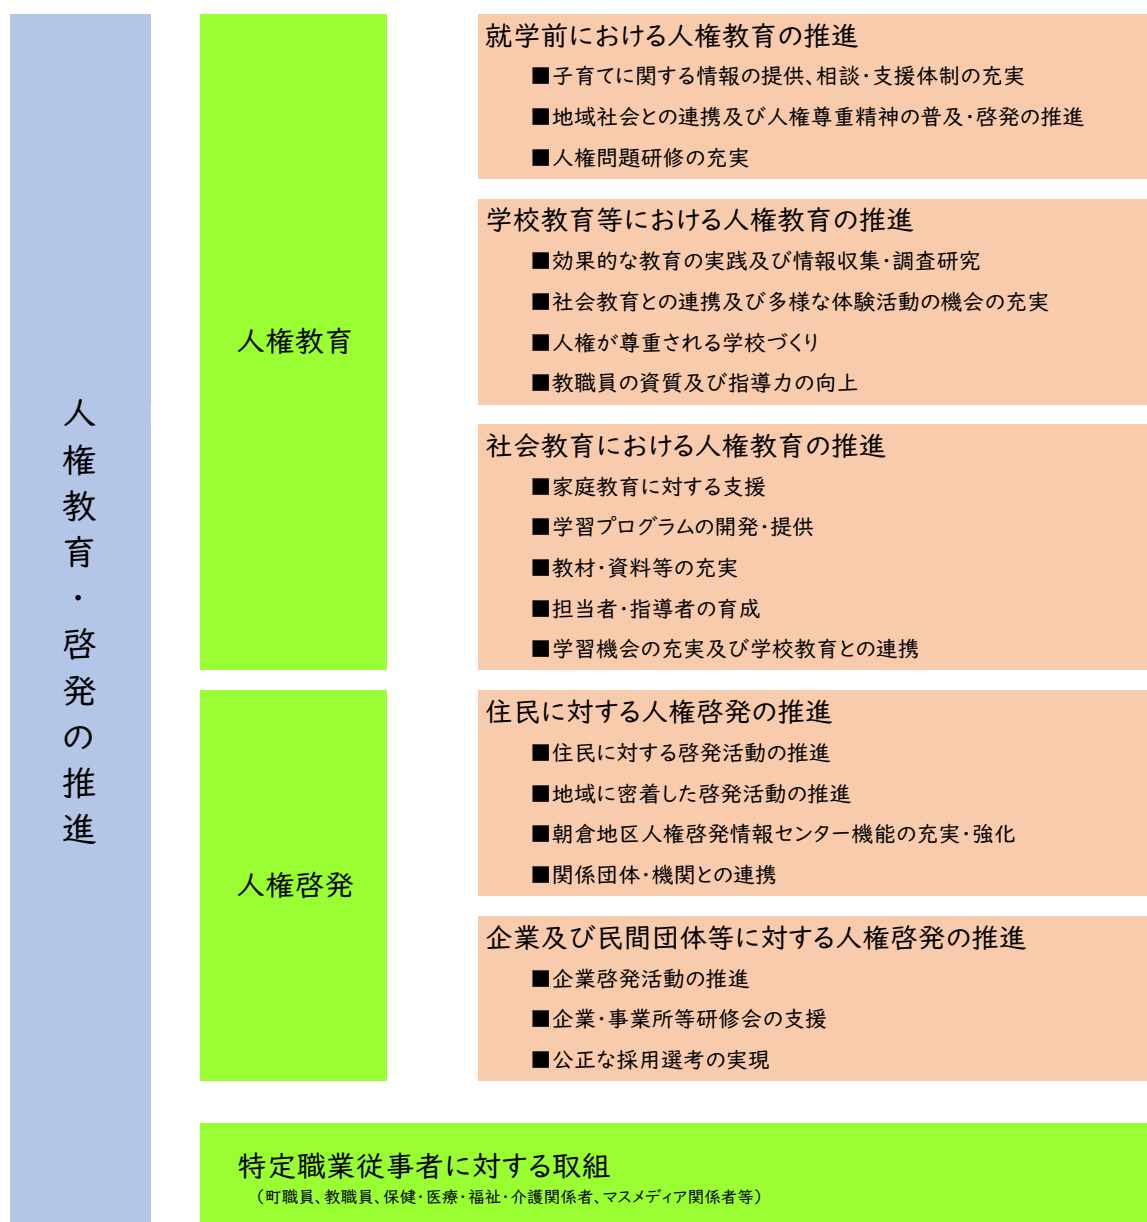 人権教育・啓発の推進
人権教育
就学前における人権教育の推進
■子育てに関する情報の提供、相談・支援体制の充実
■地域社会との連携及び人権尊重精神の普及・啓発の推進
■人権問題研修の充実
学校教育等における人権教育の推進
■効果的な教育の実践及び情報収集・調査研究
■社会教育との連携及び多様な体験活動の機会の充実
■人権が尊重される学校づくり
■教職員の資質及び指導力の向上
社会教育における人権教育の推進
■家庭教育に対する支援
■学習プログラムの開発・提供
■教材・資料等の充実
■担当者・指導者の育成
■学習機会の充実及び学校教育との連携
人権啓発
住民に対する人権啓発の推進
■住民に対する啓発活動の推進
■地域に密着した啓発活動の推進
■朝倉地区人権啓発情報センター機能の充実・強化
■関係団体・機関との連携
企業及び民間団体等に対する人権啓発の推進
■企業啓発活動の推進
■企業・事業所等研修会の支援
■公正な採用選考の実現
特定職業従事者に対する取組
（町職員、教職員、保健・医療・福祉・介護関係者、マスメディア関係者等）